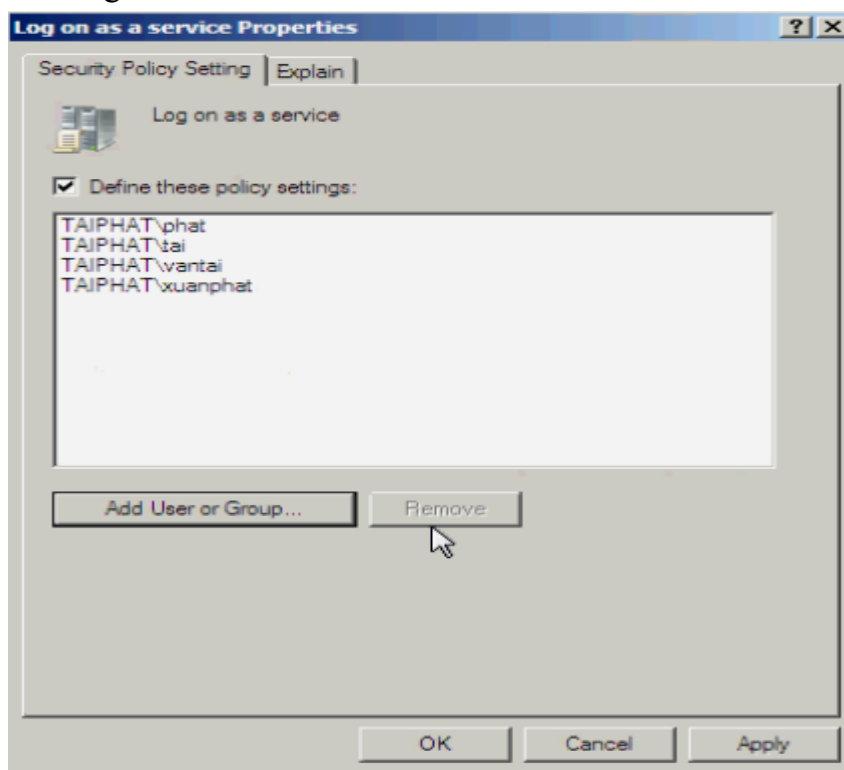 Log on as a service Properties
Security Policy Setting
Explain
Log on as a service
Define these policy settings:
TAIPHAT\phat
TAIPHAT\tai
TAIPHAT\vantai
TAIPHAT\xuanphat
Add User or Group...
Remove
OK
Cancel
Apply